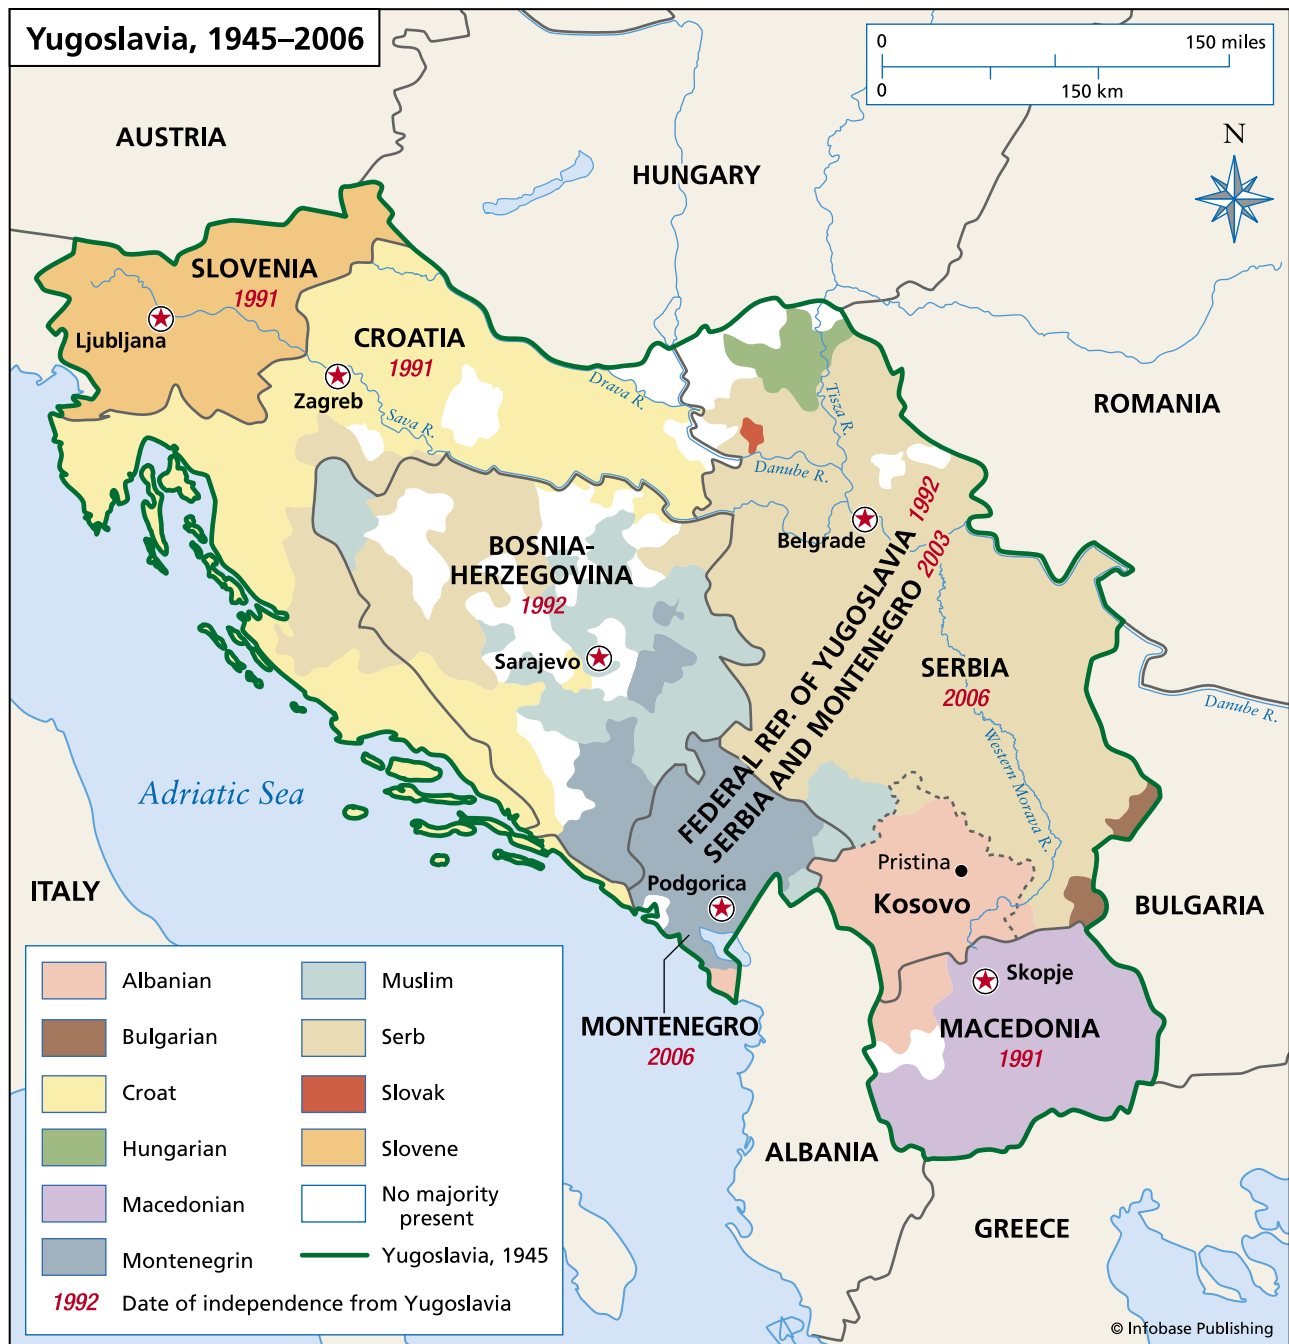 Yugoslavia, 1945–2006
0
150 miles
0
150 km
N
AUSTRIA
HUNGARY
SLOVENIA
1991
Ljubljana
CROATIA
1991
Zagreb
Drava R.
Sava R.
Tisza R.
ROMANIA
Danube R.
1992
BOSNIA-
HERZEGOVINA
1992
Belgrade
2003
FEDERAL REP. OF YUGOSLAVIA
SERBIA AND MONTENEGRO
Sarajevo
SERBIA
2006
Danube R.
Western Morava R.
Adriatic Sea
ITALY
Pristina
Kosovo
Podgorica
BULGARIA
Skopje
MONTENEGRO
2006
MACEDONIA
1991
ALBANIA
GREECE
Albanian
Bulgarian
Croat
Hungarian
Macedonian
Montenegrin
Muslim
Serb
Slovak
Slovene
No majority
present
Yugoslavia, 1945
1992 Date of independence from Yugoslavia
© Infobase Publishing